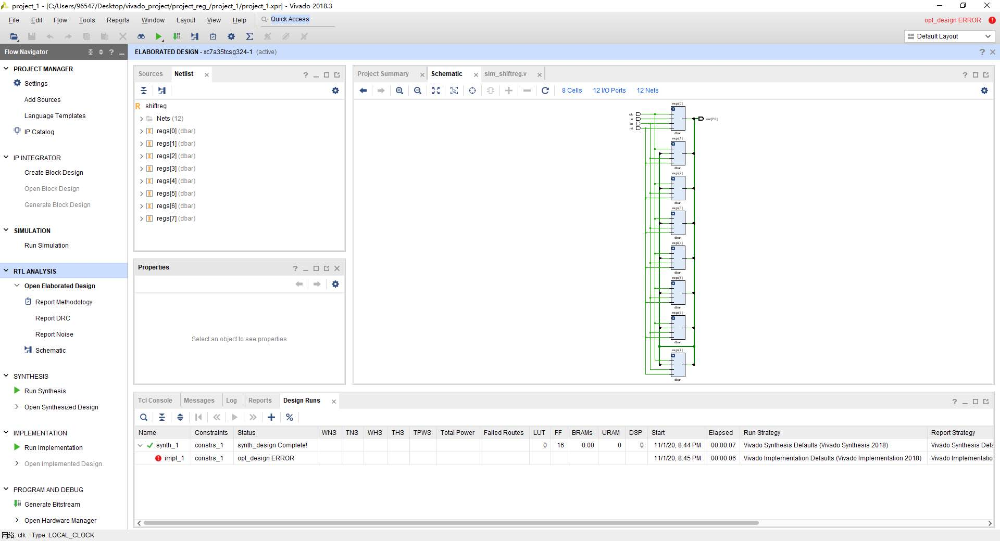 project_1 - [C:/Users/96547/Desktop/vivado_project/project_reg_/project_1/project_1.xpr] - Vivado 2018.3
File Edit Flow Tools Reports Window Layout View Help Quick Access
opt_design ERROR
Default Layout
Flow Navigator
ELABORATED DESIGN - xc7a35tcsg324-1 (active)
PROJECT MANAGER
Settings
Add Sources
Language Templates
IP Catalog
IP INTEGRATOR
Create Block Design
Open Block Design
Generate Block Design
SIMULATION
Run Simulation
RTL ANALYSIS
Open Elaborated Design
Report Methodology
Report DRC
Report Noise
Schematic
SYNTHESIS
Run Synthesis
Open Synthesized Design
IMPLEMENTATION
Run Implementation
Open Implemented Design
PROGRAM AND DEBUG
Generate Bitstream
Open Hardware Manager
Sources Netlist
shiftreg
Nets (12)
regs[0] (dbar)
regs[1] (dbar)
regs[2] (dbar)
regs[3] (dbar)
regs[4] (dbar)
regs[5] (dbar)
regs[6] (dbar)
regs[7] (dbar)
Properties
Select an object to see properties
Project Summary Schematic sim_shiftreg.v
8 Cells 12 I/O Ports 12 Nets
regs[0]
clk
in
en
rst
out[7:0]
dbar
regs[1]
dbar
regs[2]
dbar
regs[3]
dbar
regs[4]
dbar
regs[5]
dbar
regs[6]
dbar
regs[7]
dbar
Tcl Console Messages Log Reports Design Runs
Name Constraints Status WNS TNS WHS THS TPWS Total Power Failed Routes LUT FF BRAMs URAM DSP Start Elapsed Run Strategy Report Strategy
synth_1 constrs_1 synth_design Complete! 0 16 0.00 0 0 11/1/20, 8:44 PM 00:00:07 Vivado Synthesis Defaults (Vivado Synthesis 2018) Vivado Synthesis Defa
impl_1 constrs_1 opt_design ERROR 11/1/20, 8:45 PM 00:00:06 Vivado Implementation Defaults (Vivado Implementation 2018) Vivado Implementatio
网络: clk Type: LOCAL_CLOCK